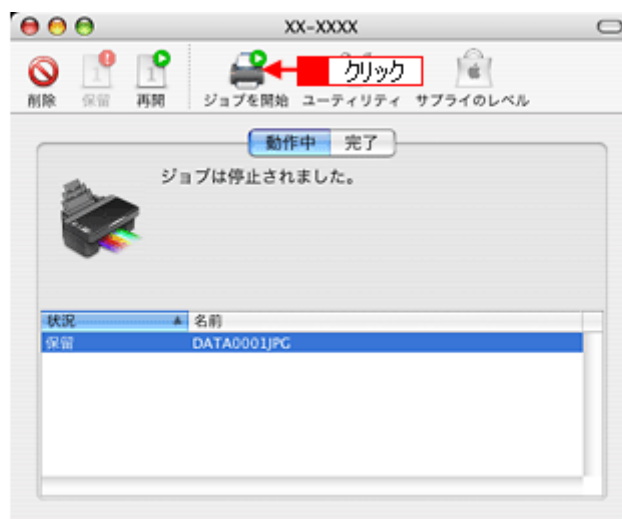 XX-XXXX
クリック
削除 保留 再開 ジョブを開始 ユーティリティ サプライのレベル
動作中 完了
ジョブは停止されました。
状況 名前
保留 DATA0001JPG